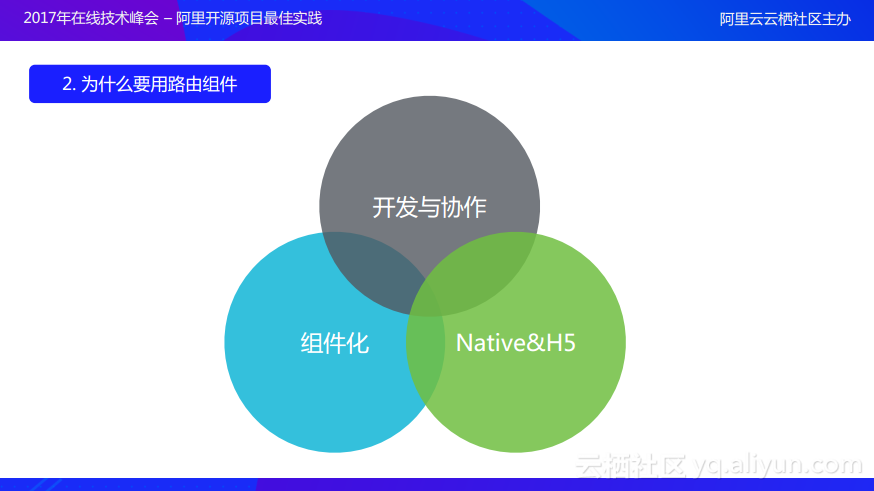 2017年在线技术峰会 – 阿里开源项目最佳实践
阿里云云栖社区主办
2. 为什么要用路由组件
开发与协作
组件化
Native&H5
云栖社区 yq.aliyun.com